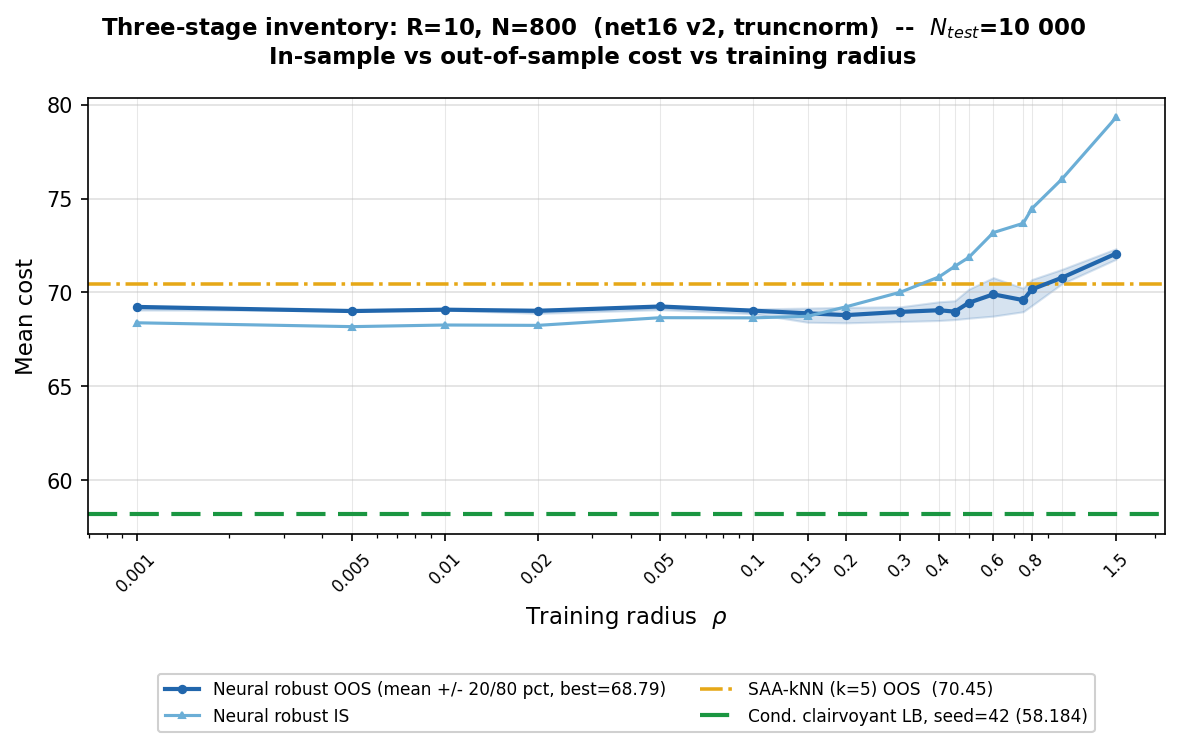 Three-stage inventory: R=10, N=800  (net16 v2, truncnorm)  --  $N_{test}$=10 000
In-sample vs out-of-sample cost vs training radius
80
75
70
65
60
Mean cost
0.001
0.005
0.01
0.02
0.05
0.1
0.15
0.2
0.3
0.4
0.6
0.8
1.5
Training radius  ρ
Neural robust OOS (mean +/- 20/80 pct, best=68.79)
Neural robust IS
SAA-kNN (k=5) OOS  (70.45)
Cond. clairvoyant LB, seed=42 (58.184)